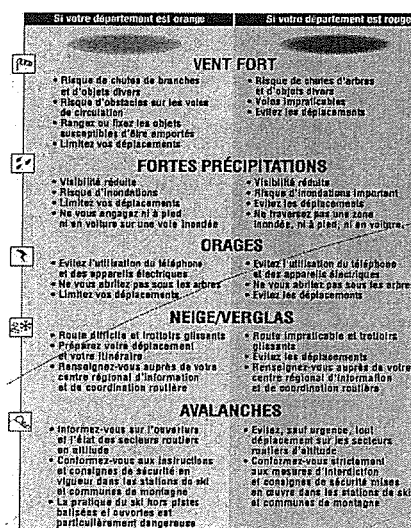 Si votre département est orange
Si votre département est rouge
VENT FORT
• Risque de chutes de branches
et d'objets divers
• Risque d'obstacles sur les voies
de circulation
• Rangez ou fixez les objets
susceptibles d'être emportés
• Limitez vos déplacements
• Risque de chutes d'arbres
et d'objets divers
• Voies impraticables
• Evitez les déplacements
FORTES PRÉCIPITATIONS
• Visibilité réduite
• Risque d'inondations
• Limitez vos déplacements
• Ne vous engagez ni à pied
ni en voiture sur une voie inondée
• Visibilité réduite
• Risque d'inondations important
• Evitez les déplacements
• Ne traversez pas une zone
inondée, ni à pied, ni en voiture.
ORAGES
• Evitez l'utilisation du téléphone
et des appareils électriques
• Ne vous abritez pas sous les arbres
• Limitez vos déplacements
• Evitez l'utilisation du téléphone
et des appareils électriques
• Ne vous abritez pas sous les arbres
• Evitez les déplacements
NEIGE/VERGLAS
• Route difficile et trottoirs glissants
• Préparez votre déplacement
et votre itinéraire
• Renseignez-vous auprès de votre
centre régional d'information
et de coordination routière
• Route impraticable et trottoirs
glissants
• Evitez les déplacements
• Renseignez-vous auprès de votre
centre régional d'information
et de coordination routière
AVALANCHES
• Informez-vous sur l'ouverture
et l'état des secteurs routiers
en altitude
• Conformez-vous aux instructions
et consignes de sécurité en
vigueur dans les stations de ski
et communes de montagne
• La pratique du ski hors pistes
balisées et ouvertes est
particulièrement dangereuse
• Evitez, sauf urgence, tout
déplacement sur les secteurs
routiers d'altitude
• Conformez-vous strictement
aux mesures d'interdiction
et consignes de sécurité mises
en œuvre dans les stations de ski
et communes de montagne